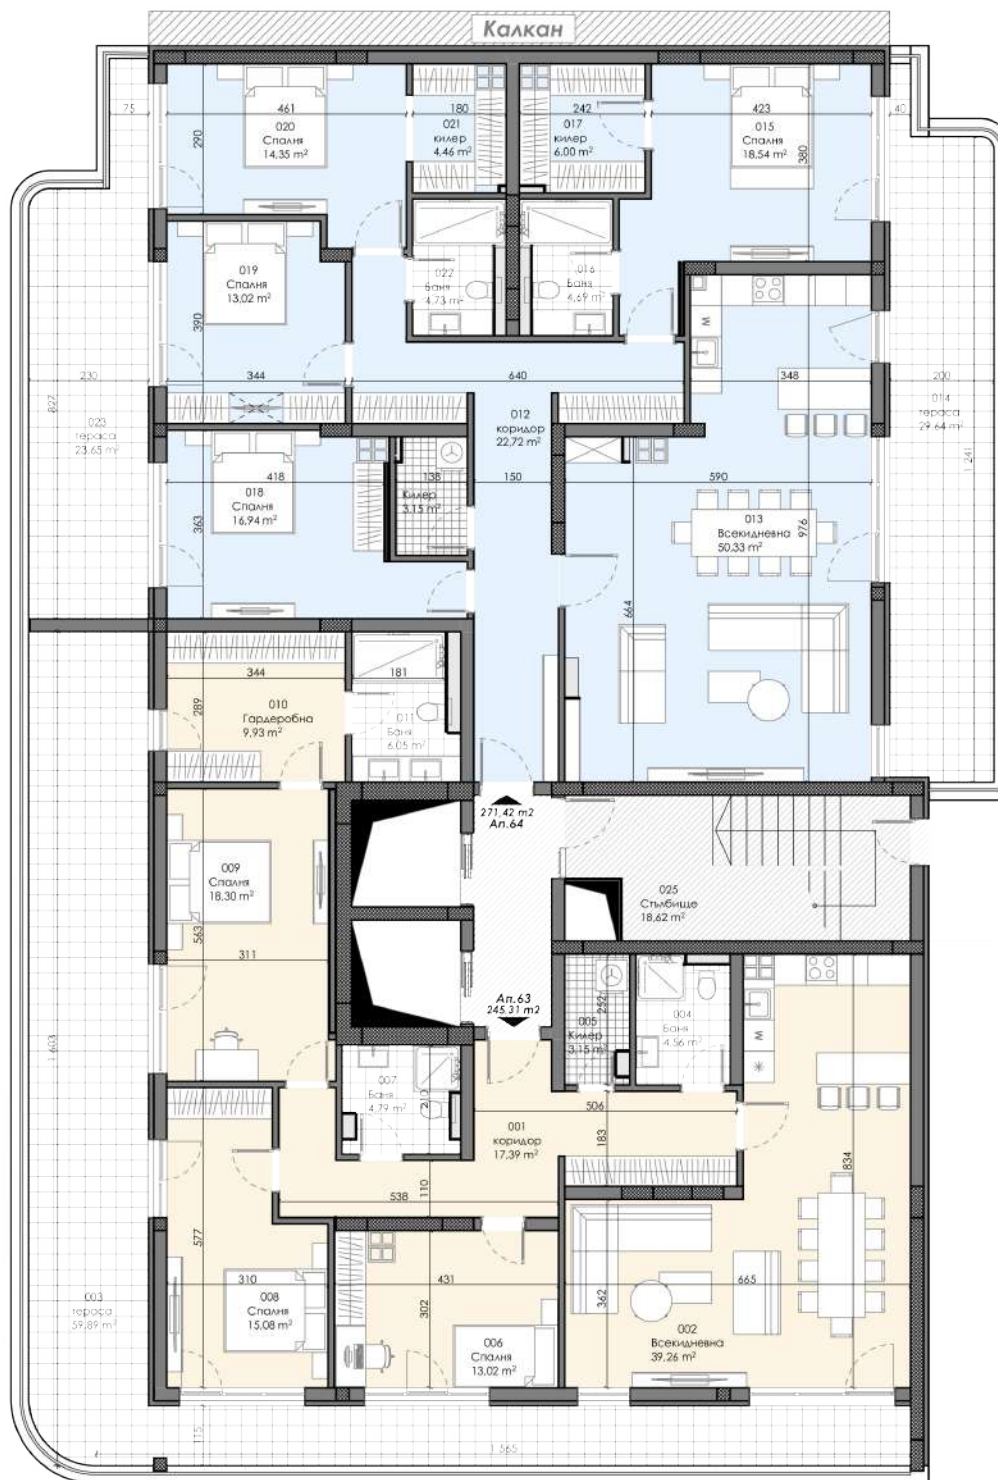 Калкан
75
461
180
242
423
40
290
020
Спалня
14,35 m²
021
килер
4,46 m²
017
килер
6,00 m²
015
Спалня
18,54 m²
380
019
Спалня
13,02 m²
022
Баня
4,73 m²
016
Баня
4,69 m²
390
M
230
344
640
348
200
827
023
тераса
23,65 m²
012
коридор
22,72 m²
014
тераса
29,64 m²
1 241
418
138
150
590
018
Спалня
16,94 m²
Килер
3,15 m²
363
013
Всекидневна
50,33 m²
976
664
344
181
289
010
Гардеробна
9,93 m²
011
Баня
6,05 m²
271,42 m2
Ап.64
009
Спалня
18,30 m²
563
311
025
Стълбище
18,62 m²
Ап.63
245,31 m2
252
005
Килер
3,15 m²
004
Баня
4,56 m²
M
1 603
007
Баня
4,79 m²
210
506
001
коридор
17,39 m²
183
834
110
538
577
310
431
665
003
тераса
59,89 m²
008
Спалня
15,08 m²
302
362
006
Спалня
13,02 m²
002
Всекидневна
39,26 m²
115
1 565